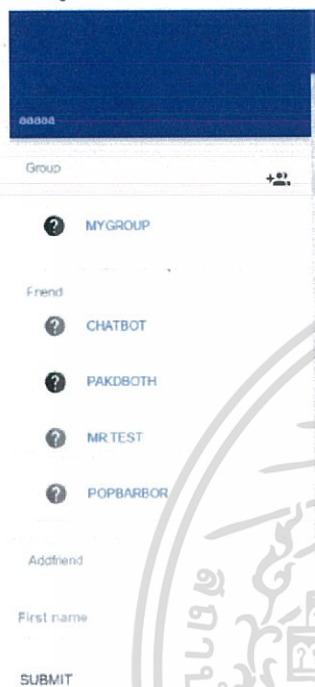 aaaaa
Group
MYGROUP
Friend
CHATBOT
PAKDBOTH
MR.TEST
POPBARBOR
Addfriend
First name
SUBMIT